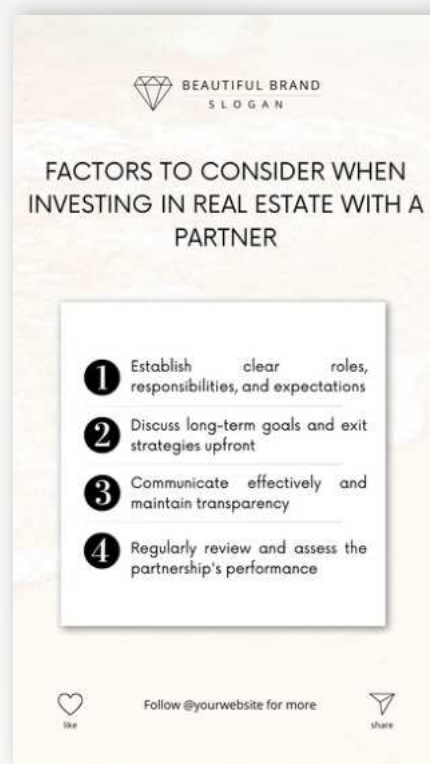 BEAUTIFUL BRAND
SLOGAN
FACTORS TO CONSIDER WHEN
INVESTING IN REAL ESTATE WITH A
PARTNER
1 Establish clear roles,
responsibilities, and expectations
2 Discuss long-term goals and exit
strategies upfront
3 Communicate effectively and
maintain transparency
4 Regularly review and assess the
partnership's performance
like
Follow @yourwebsite for more
share